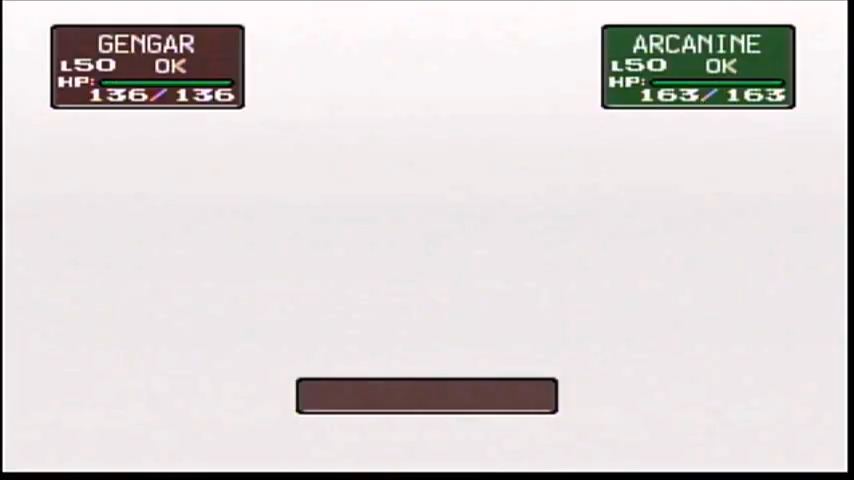 GENGAR
L50 OK
HP:
136/136
ARCANINE
L50 OK
HP:
163/163